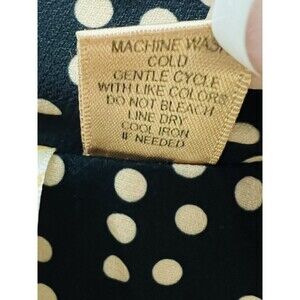 MACHINE WASH
COLD
GENTLE CYCLE
WITH LIKE COLORS
DO NOT BLEACH
LINE DRY
COOL IRON
IF NEEDED